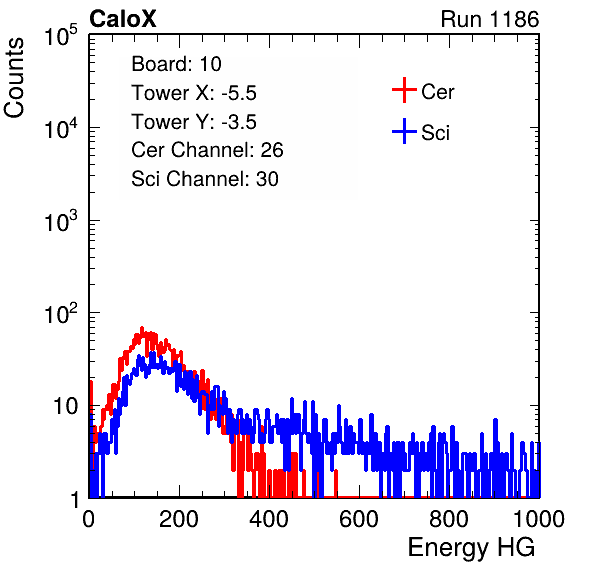 CaloX Run 1186
Counts
10^5
10^4
10^3
10^2
10
1
Board: 10
Tower X: -5.5
Tower Y: -3.5
Cer Channel: 26
Sci Channel: 30
Cer
Sci
0 200 400 600 800 1000
Energy HG